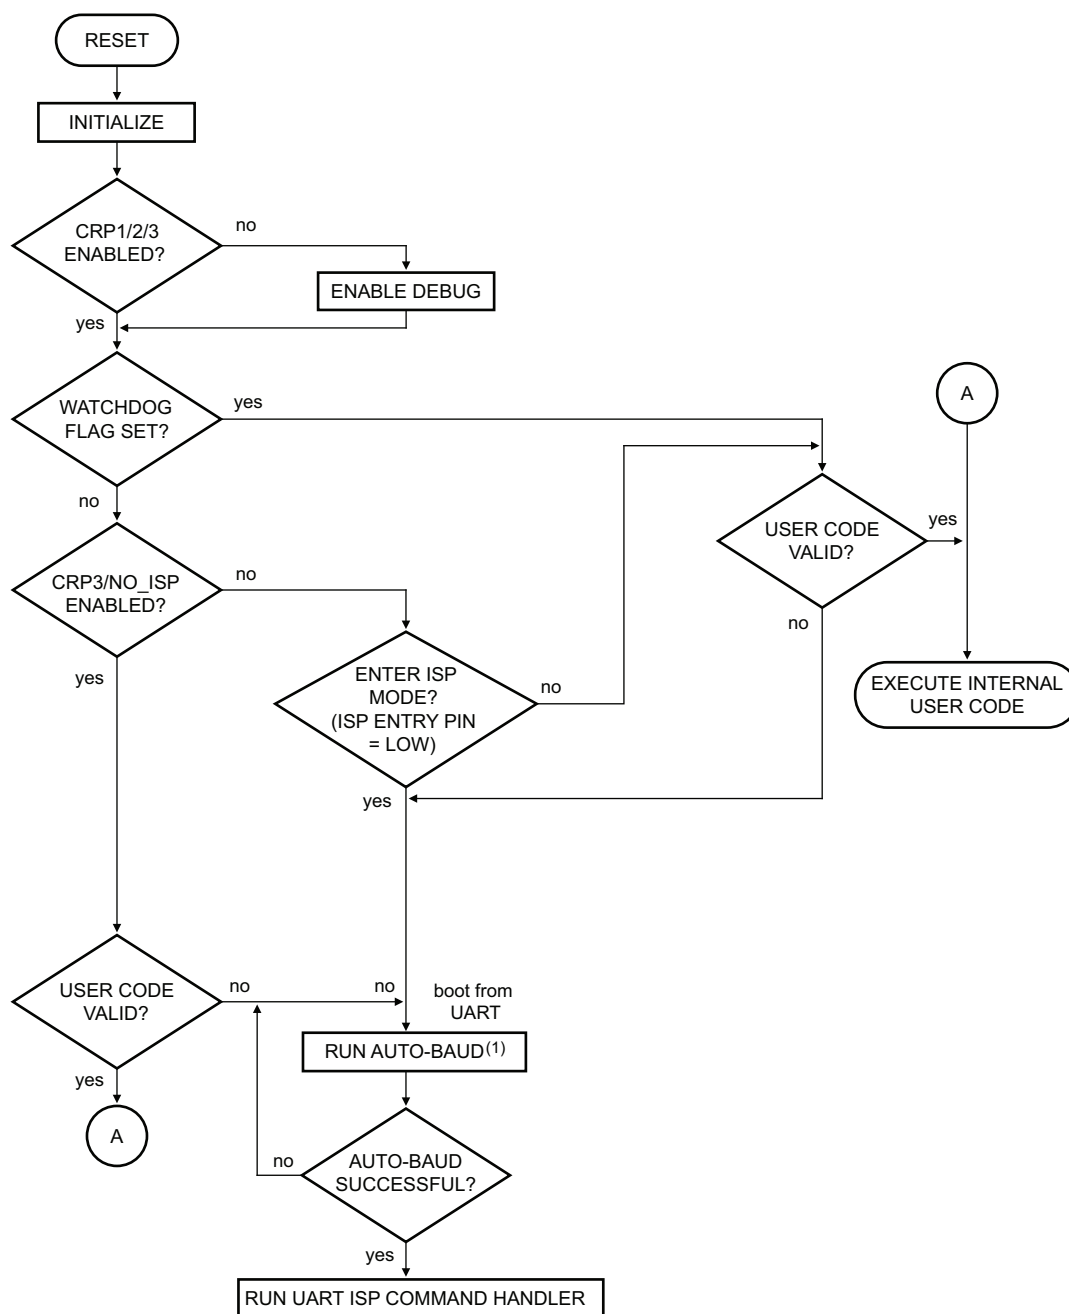 RESET
INITIALIZE
CRP1/2/3
ENABLED?
no
ENABLE DEBUG
yes
WATCHDOG
FLAG SET?
yes
A
no
USER CODE
VALID?
yes
CRP3/NO_ISP
ENABLED?
no
no
yes
ENTER ISP
MODE?
(ISP ENTRY PIN
= LOW)
no
EXECUTE INTERNAL
USER CODE
yes
USER CODE
VALID?
no
no
boot from
UART
RUN AUTO-BAUD(1)
yes
A
AUTO-BAUD
SUCCESSFUL?
no
yes
RUN UART ISP COMMAND HANDLER